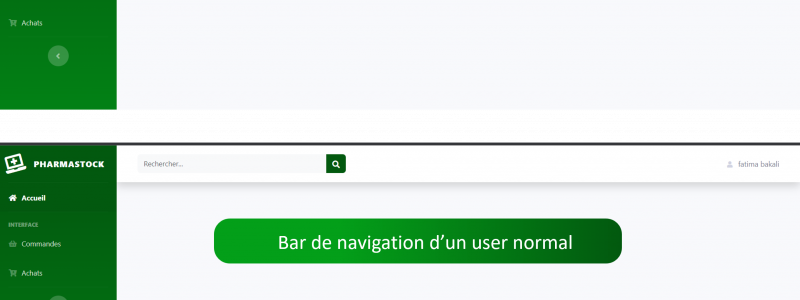 Achats
PHARMASTOCK
Rechercher...
fatima bakali
Accueil
INTERFACE
Commandes
Bar de navigation d’un user normal
Achats